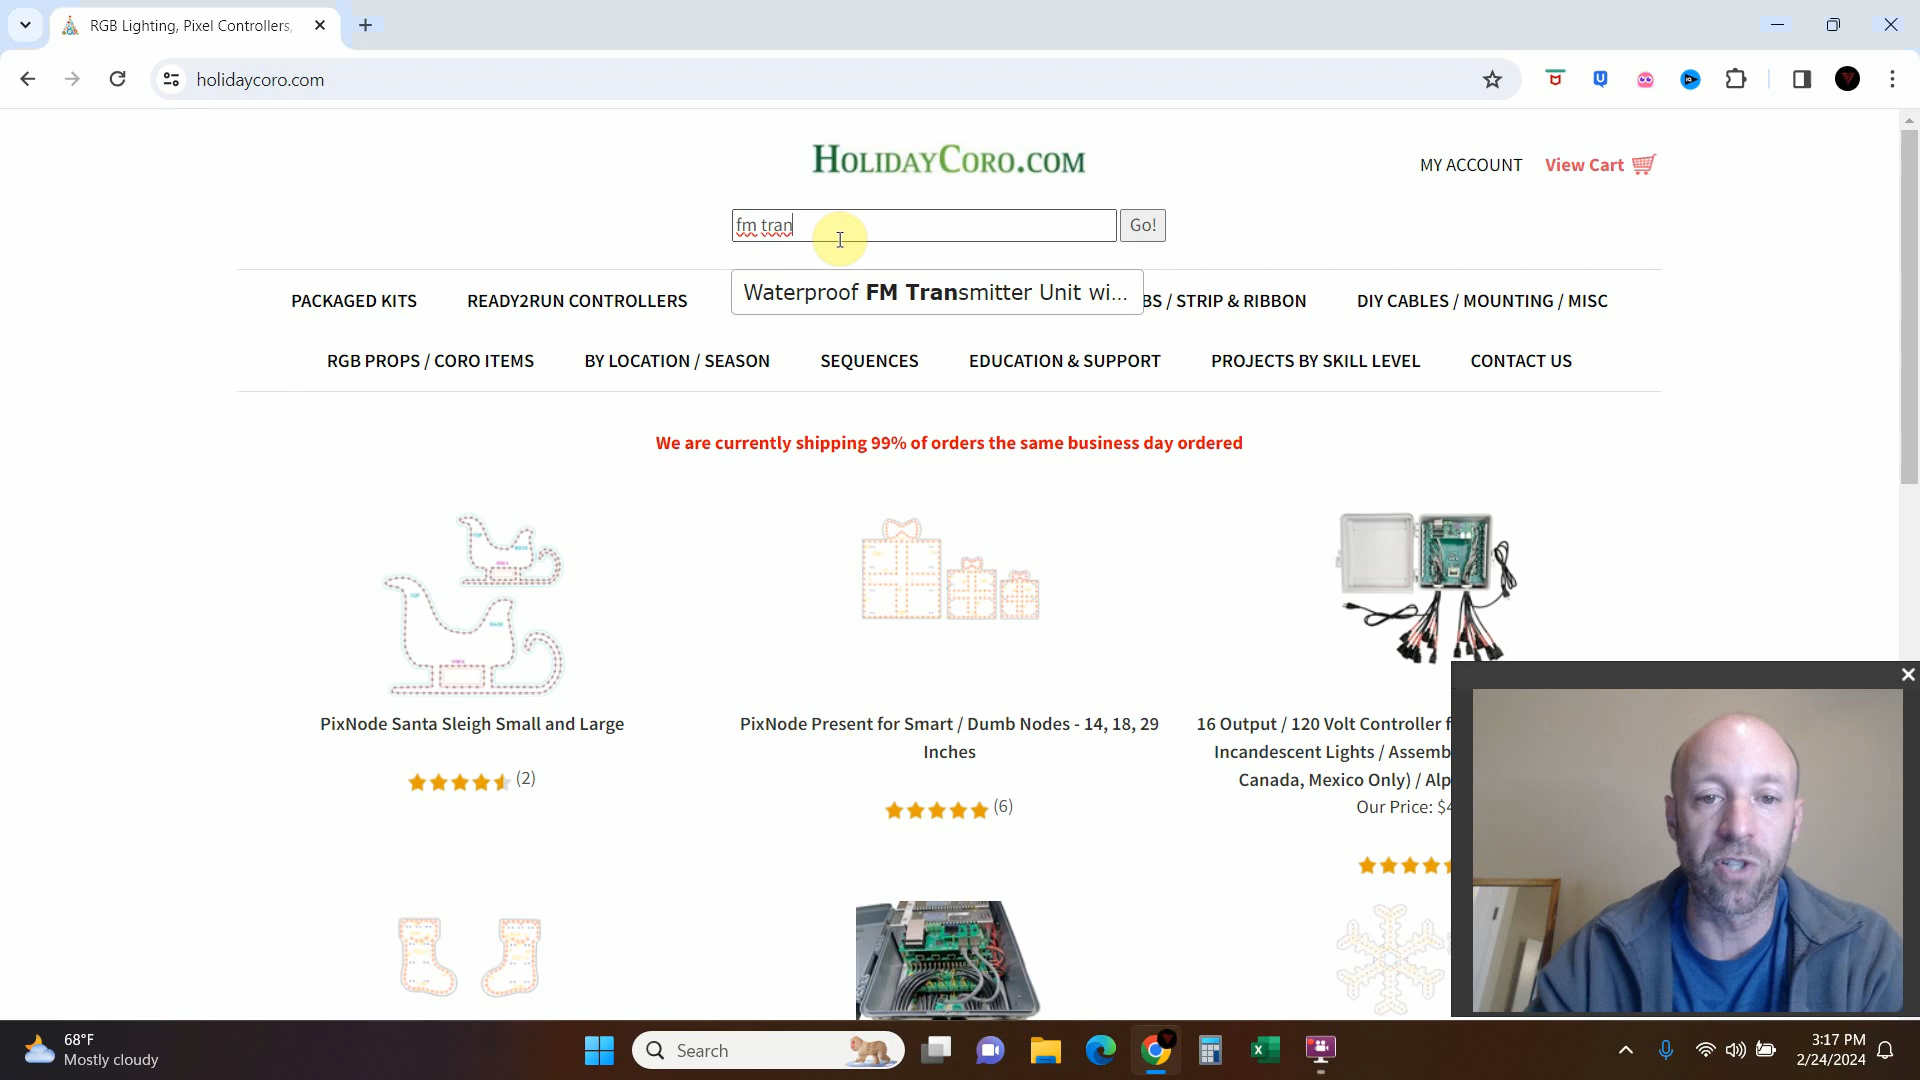 RGB Lighting, Pixel Controllers,
holidaycoro.com
HOLIDAYCORO.COM
MY ACCOUNT View Cart
fm tran Go!
Waterproof FM Transmitter Unit wi...
PACKAGED KITS READY2RUN CONTROLLERS BS / STRIP & RIBBON DIY CABLES / MOUNTING / MISC
RGB PROPS / CORO ITEMS BY LOCATION / SEASON SEQUENCES EDUCATION & SUPPORT PROJECTS BY SKILL LEVEL CONTACT US
We are currently shipping 99% of orders the same business day ordered
PixNode Santa Sleigh Small and Large
(2)
PixNode Present for Smart / Dumb Nodes - 14, 18, 29
Inches
(6)
16 Output / 120 Volt Controller f
Incandescent Lights / Assemb
Canada, Mexico Only) / Alp
Our Price: $4
68°F
Mostly cloudy
Search
3:17 PM
2/24/2024